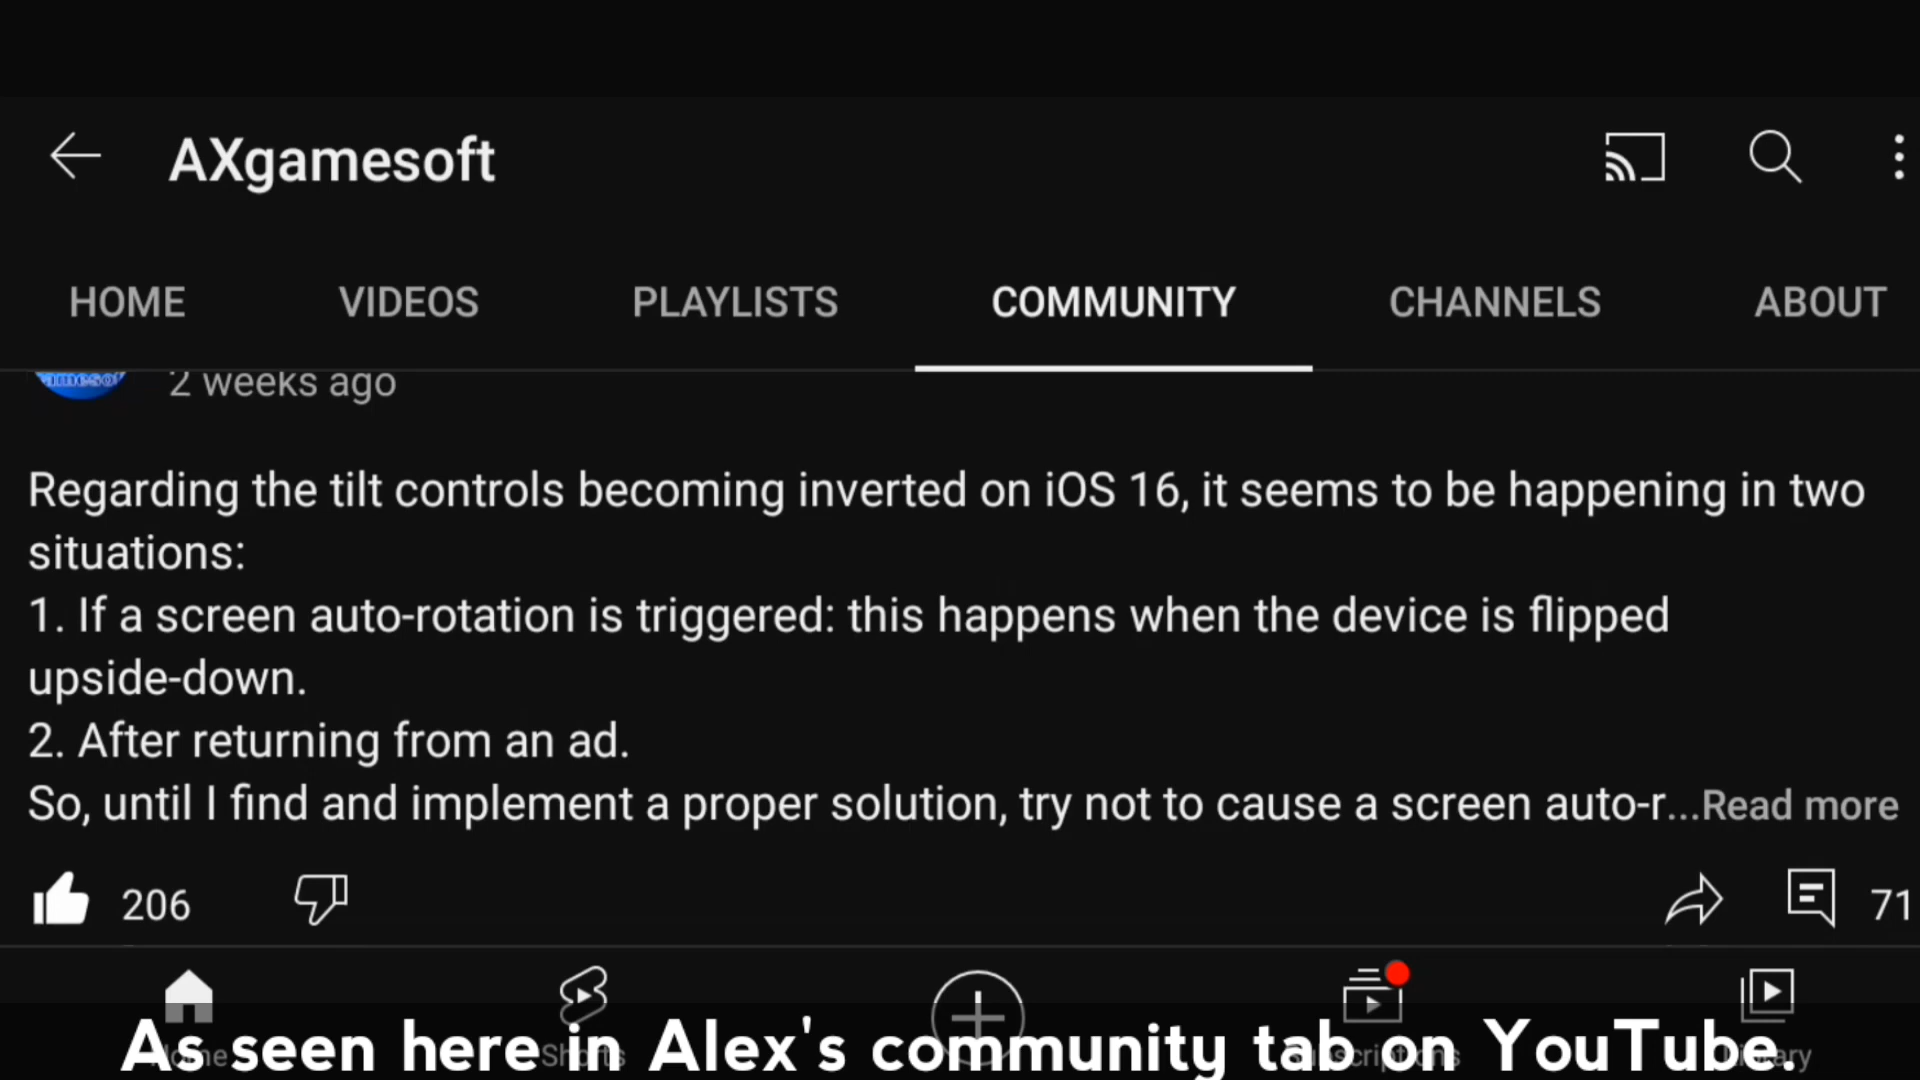 AXgamesoft
HOME VIDEOS PLAYLISTS COMMUNITY CHANNELS ABOUT
2 weeks ago
Regarding the tilt controls becoming inverted on iOS 16, it seems to be happening in two
situations:
1. If a screen auto-rotation is triggered: this happens when the device is flipped
upside-down.
2. After returning from an ad.
So, until I find and implement a proper solution, try not to cause a screen auto-r...Read more
206 71
As seen here in Alex's community tab on YouTube.